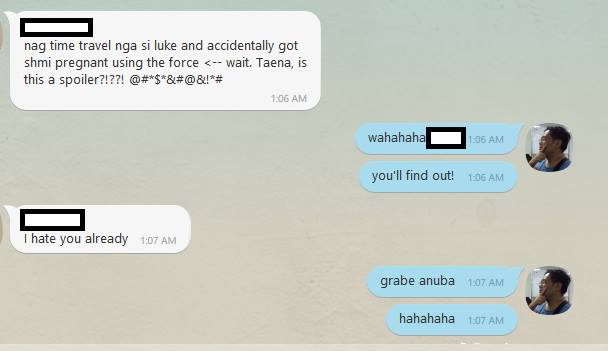 nag time travel nga si luke and accidentally got
shmi pregnant using the force <-- wait. Taena, is
this a spoiler?!??! @#*$*&#@&!*#
1:06 AM
wahahaha 1:06 AM
you'll find out! 1:06 AM
I hate you already 1:07 AM
grabe anuba 1:07 AM
hahahaha 1:07 AM